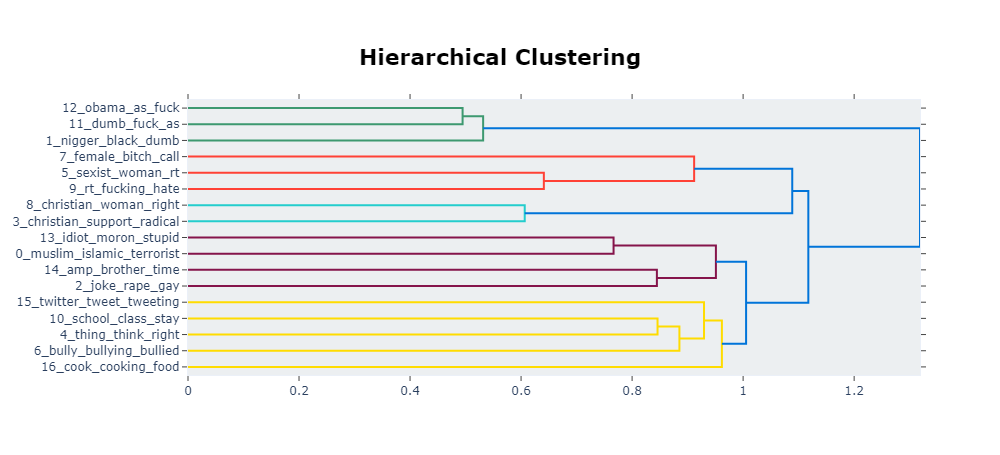 Hierarchical Clustering
12_obama_as_fuck
11_dumb_fuck_as
1_nigger_black_dumb
7_female_bitch_call
5_sexist_woman_rt
9_rt_fucking_hate
8_christian_woman_right
3_christian_support_radical
13_idiot_moron_stupid
0_muslim_islamic_terrorist
14_amp_brother_time
2_joke_rape_gay
15_twitter_tweet_tweeting
10_school_class_stay
4_thing_think_right
6_bully_bullying_bullied
16_cook_cooking_food
0 0.2 0.4 0.6 0.8 1 1.2